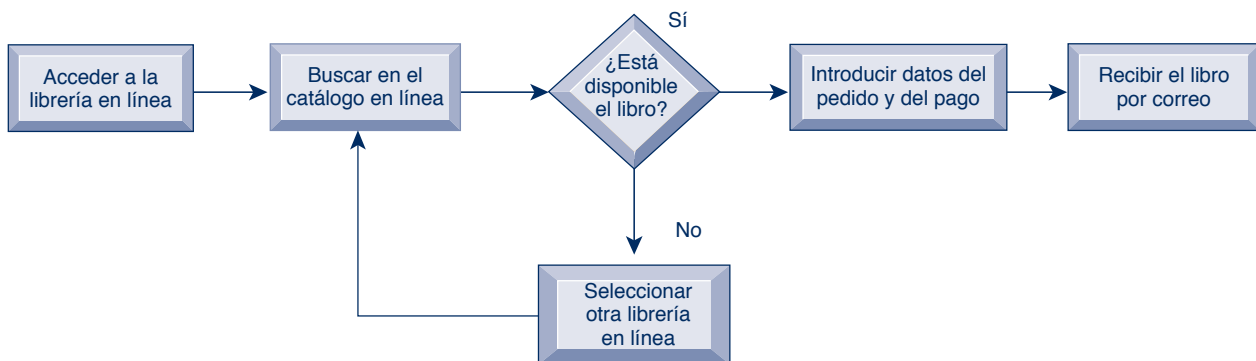 Acceder a la
librería en línea
Buscar en el
catálogo en línea
¿Está
disponible
el libro?
Sí
Introducir datos del
pedido y del pago
Recibir el libro
por correo
No
Seleccionar
otra librería
en línea